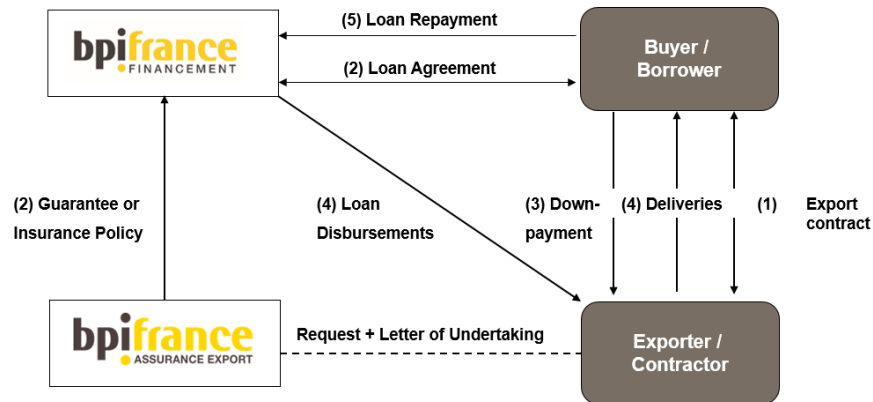 (5) Loan Repayment
bpifrance
FINANCEMENT
(2) Loan Agreement
Buyer /
Borrower
(2) Guarantee or
Insurance Policy
(4) Loan
Disbursements
(3) Down-
payment
(4) Deliveries
(1) Export
contract
bpifrance
ASSURANCE EXPORT
Request + Letter of Undertaking
Exporter /
Contractor